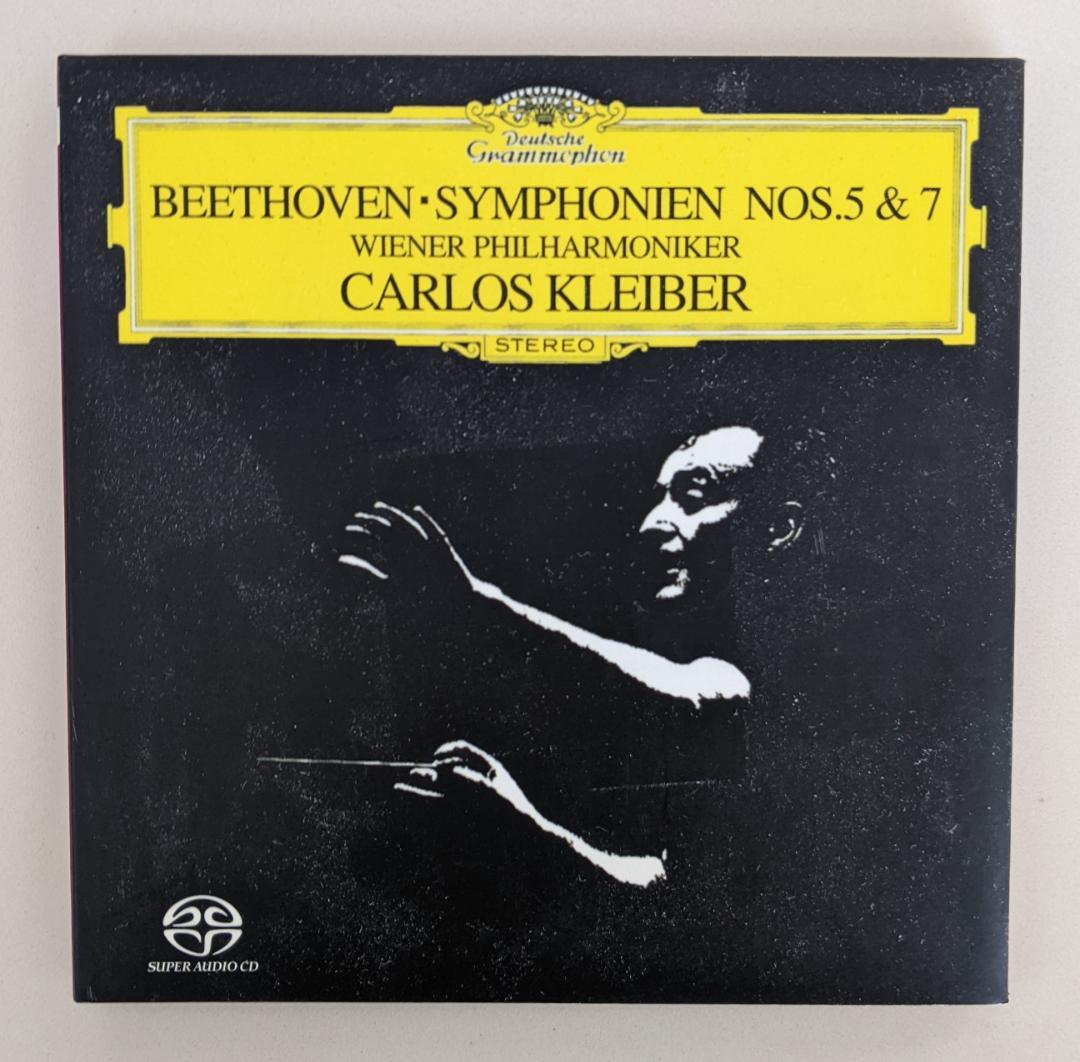 Deutsche
Grammophon
BEETHOVEN·SYMPHONIEN NOS.5 & 7
WIENER PHILHARMONIKER
CARLOS KLEIBER
STEREO
SUPER AUDIO CD